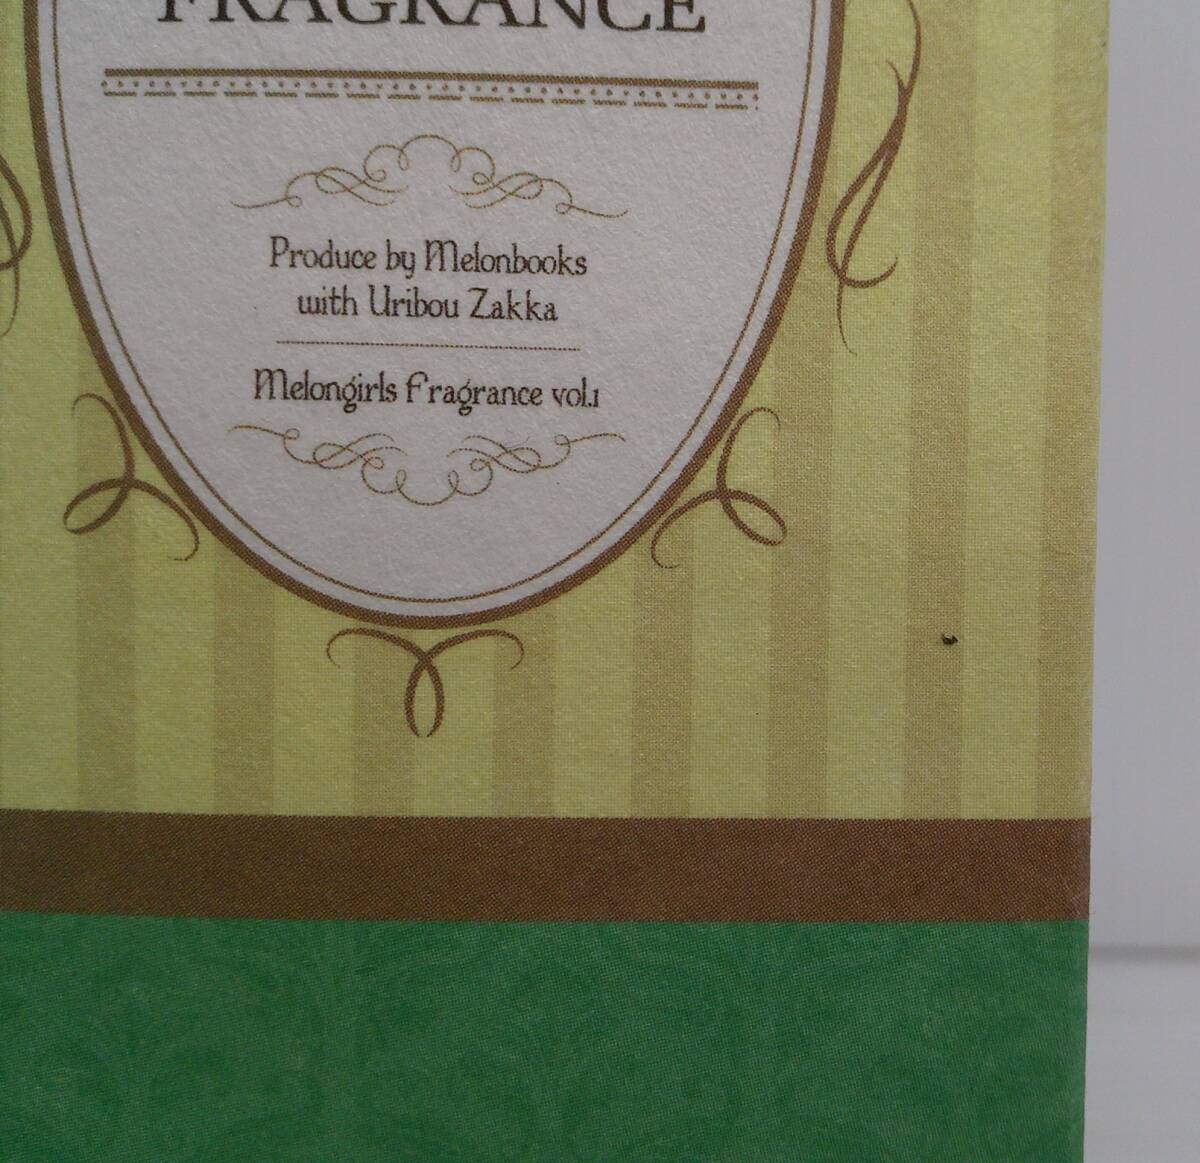 FRAGRANCE
Produce by Melonbooks
with Uribou Zakka
Melongirls Fragrance vol.1